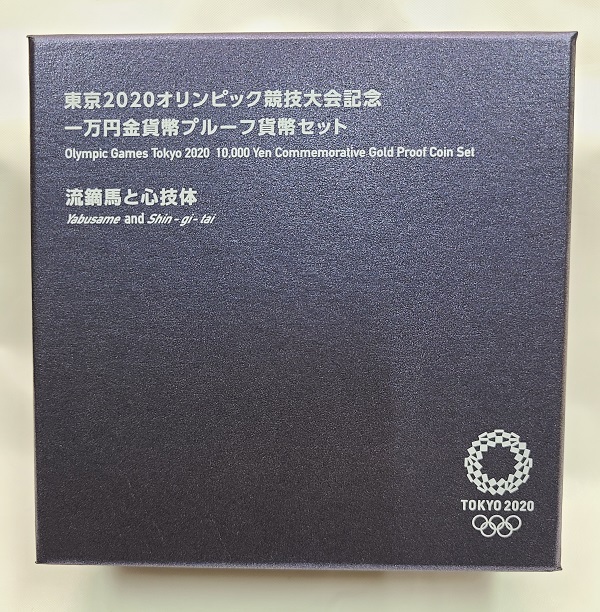 東京2020オリンピック競技大会記念
一万円金貨幣プルーフ貨幣セット
Olympic Games Tokyo 2020 10,000 Yen Commemorative Gold Proof Coin Set
流鏑馬と心技体
Yabusame and Shin-gi-tai
TOKYO 2020